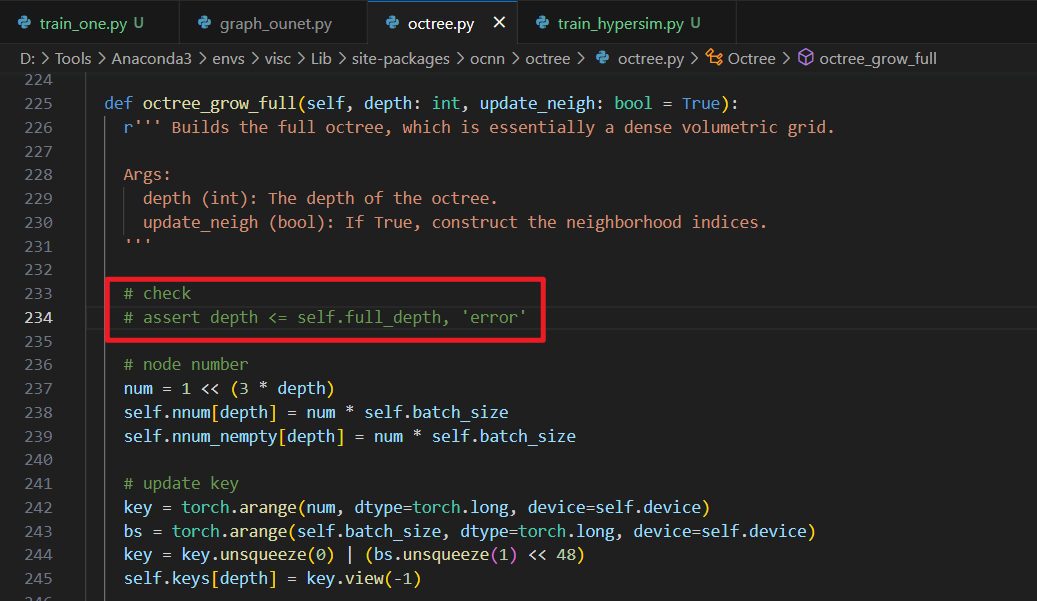 train_one.py U graph_ounet.py octree.py × train_hypersim.py U
D: > Tools > Anaconda3 > envs > visc > Lib > site-packages > ocnn > octree > octree.py > Octree > octree_grow_full
224
225 def octree_grow_full(self, depth: int, update_neigh: bool = True):
226 r''' Builds the full octree, which is essentially a dense volumetric grid.
227
228 Args:
229 depth (int): The depth of the octree.
230 update_neigh (bool): If True, construct the neighborhood indices.
231 '''
232
233 # check
234 # assert depth <= self.full_depth, 'error'
235
236 # node number
237 num = 1 << (3 * depth)
238 self.nnum[depth] = num * self.batch_size
239 self.nnum_nempty[depth] = num * self.batch_size
240
241 # update key
242 key = torch.arange(num, dtype=torch.long, device=self.device)
243 bs = torch.arange(self.batch_size, dtype=torch.long, device=self.device)
244 key = key.unsqueeze(0) | (bs.unsqueeze(1) << 48)
245 self.keys[depth] = key.view(-1)
246